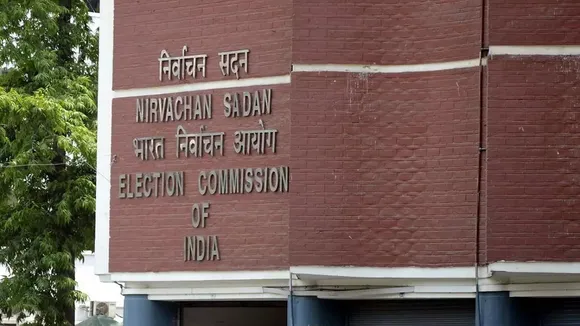 निर्वाचन सदन
NIRVACHAN SADAN
भारत निर्वाचन आयोग
ELECTION COMMISSION
OF
INDIA